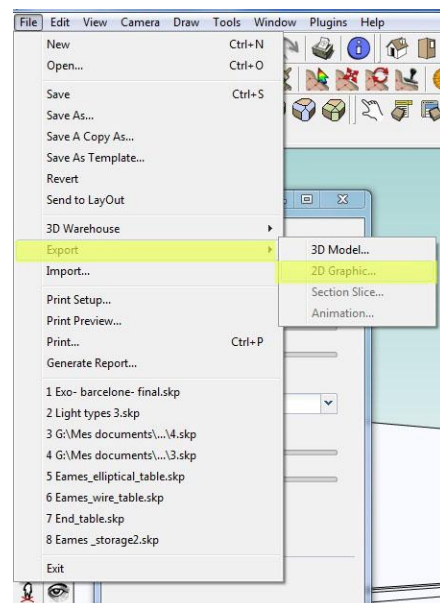 File Edit View Camera Draw Tools Window Plugins Help
New Ctrl+N
Open... Ctrl+O
Save Ctrl+S
Save As...
Save A Copy As...
Save As Template...
Revert
Send to LayOut
3D Warehouse
Export
Import...
3D Model...
2D Graphic...
Section Slice...
Animation...
Print Setup...
Print Preview...
Print... Ctrl+P
Generate Report...
1 Exo- barcelone- final.skp
2 Light types 3.skp
3 G:\Mes documents\...\4.skp
4 G:\Mes documents\...\3.skp
5 Eames_elliptical_table.skp
6 Eames_wire_table.skp
7 End_table.skp
8 Eames _storage2.skp
Exit